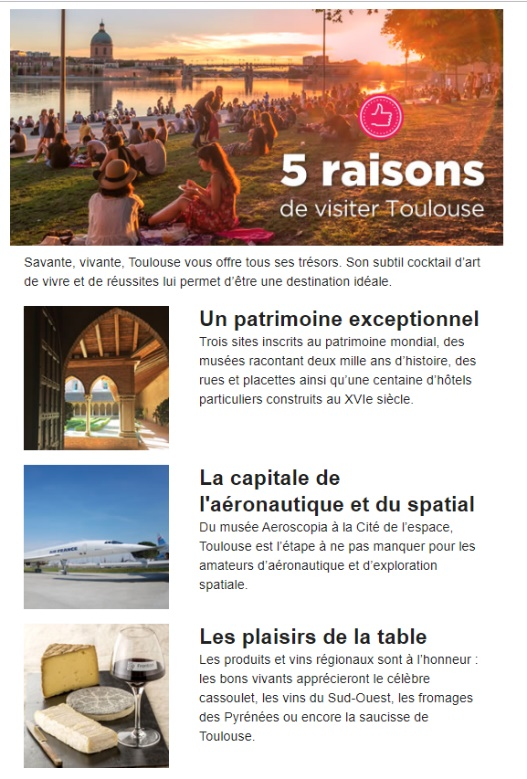 5 raisons
de visiter Toulouse
Savante, vivante, Toulouse vous offre tous ses trésors. Son subtil cocktail d’art
de vivre et de réussites lui permet d’être une destination idéale.
Un patrimoine exceptionnel
Trois sites inscrits au patrimoine mondial, des
musées racontant deux mille ans d’histoire, des
rues et placettes ainsi qu’une centaine d’hôtels
particuliers construits au XVIe siècle.
La capitale de
l'aéronautique et du spatial
Du musée Aeroscopia à la Cité de l’espace,
Toulouse est l’étape à ne pas manquer pour les
amateurs d’aéronautique et d’exploration
spatiale.
AIR FRANCE
Les plaisirs de la table
Les produits et vins régionaux sont à l’honneur :
les bons vivants apprécieront le célèbre
cassoulet, les vins du Sud-Ouest, les fromages
des Pyrénées ou encore la saucisse de
Toulouse.